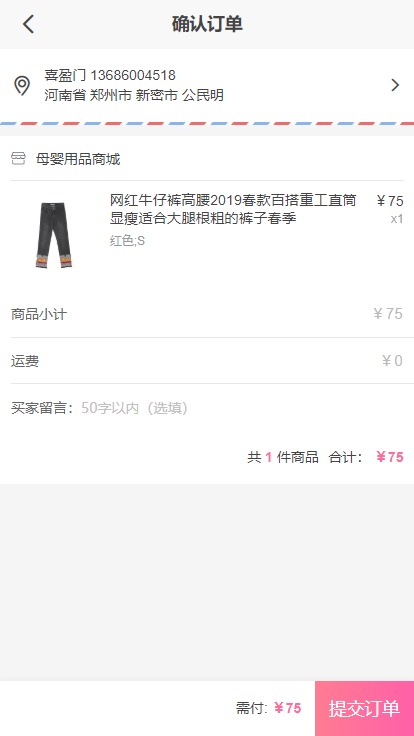 确认订单
喜盈门 13686004518
河南省 郑州市 新密市 公民明
母婴用品商城
网红牛仔裤高腰2019春款百搭重工直筒 ￥75
显瘦适合大腿根粗的裤子春季 x1
红色;S
商品小计 ￥75
运费 ￥0
买家留言：50字以内（选填）
共 1 件商品 合计： ￥75
需付: ￥75 提交订单